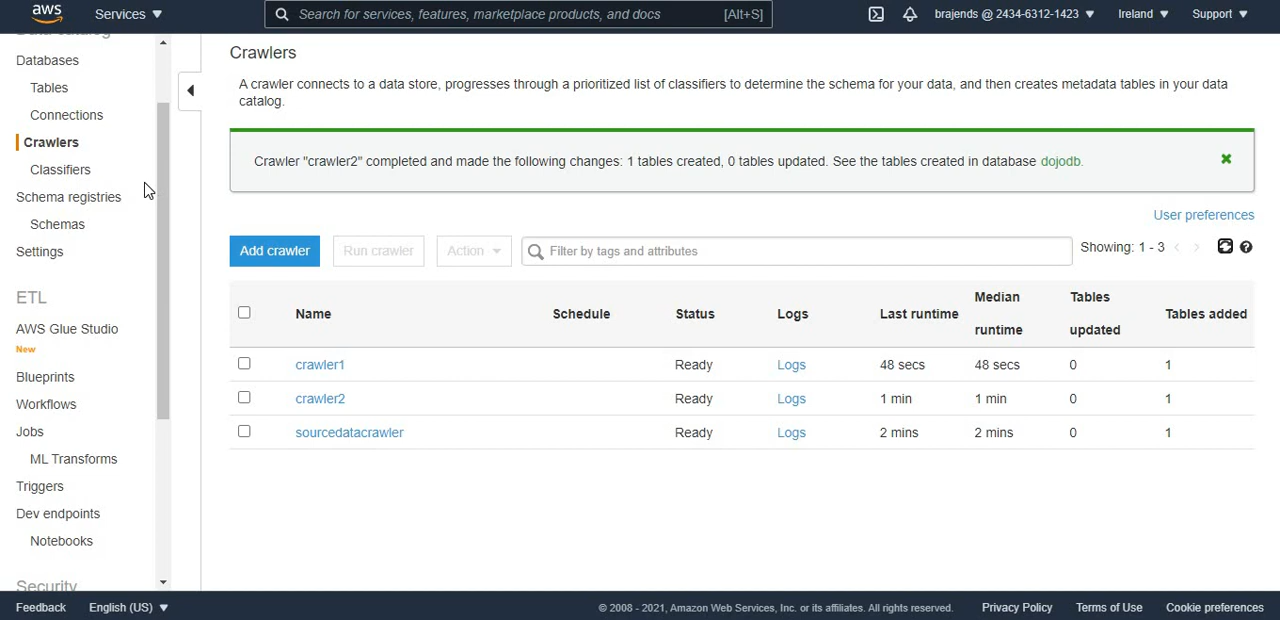 aws
Services
Search for services, features, marketplace products, and docs
[Alt+S]
brajends @ 2434-6312-1423
Ireland
Support
Data catalog
Databases
Tables
Connections
Crawlers
Classifiers
Schema registries
Schemas
Settings
ETL
AWS Glue Studio
New
Blueprints
Workflows
Jobs
ML Transforms
Triggers
Dev endpoints
Notebooks
Security
Crawlers
A crawler connects to a data store, progresses through a prioritized list of classifiers to determine the schema for your data, and then creates metadata tables in your data
catalog.
Crawler "crawler2" completed and made the following changes: 1 tables created, 0 tables updated. See the tables created in database dojodb.
User preferences
Add crawler
Run crawler
Action
Filter by tags and attributes
Showing: 1 - 3
Name Schedule Status Logs Last runtime Median runtime Tables updated Tables added
crawler1 Ready Logs 48 secs 48 secs 0 1
crawler2 Ready Logs 1 min 1 min 0 1
sourcedatacrawler Ready Logs 2 mins 2 mins 0 1
Feedback
English (US)
© 2008 - 2021, Amazon Web Services, Inc. or its affiliates. All rights reserved.
Privacy Policy
Terms of Use
Cookie preferences